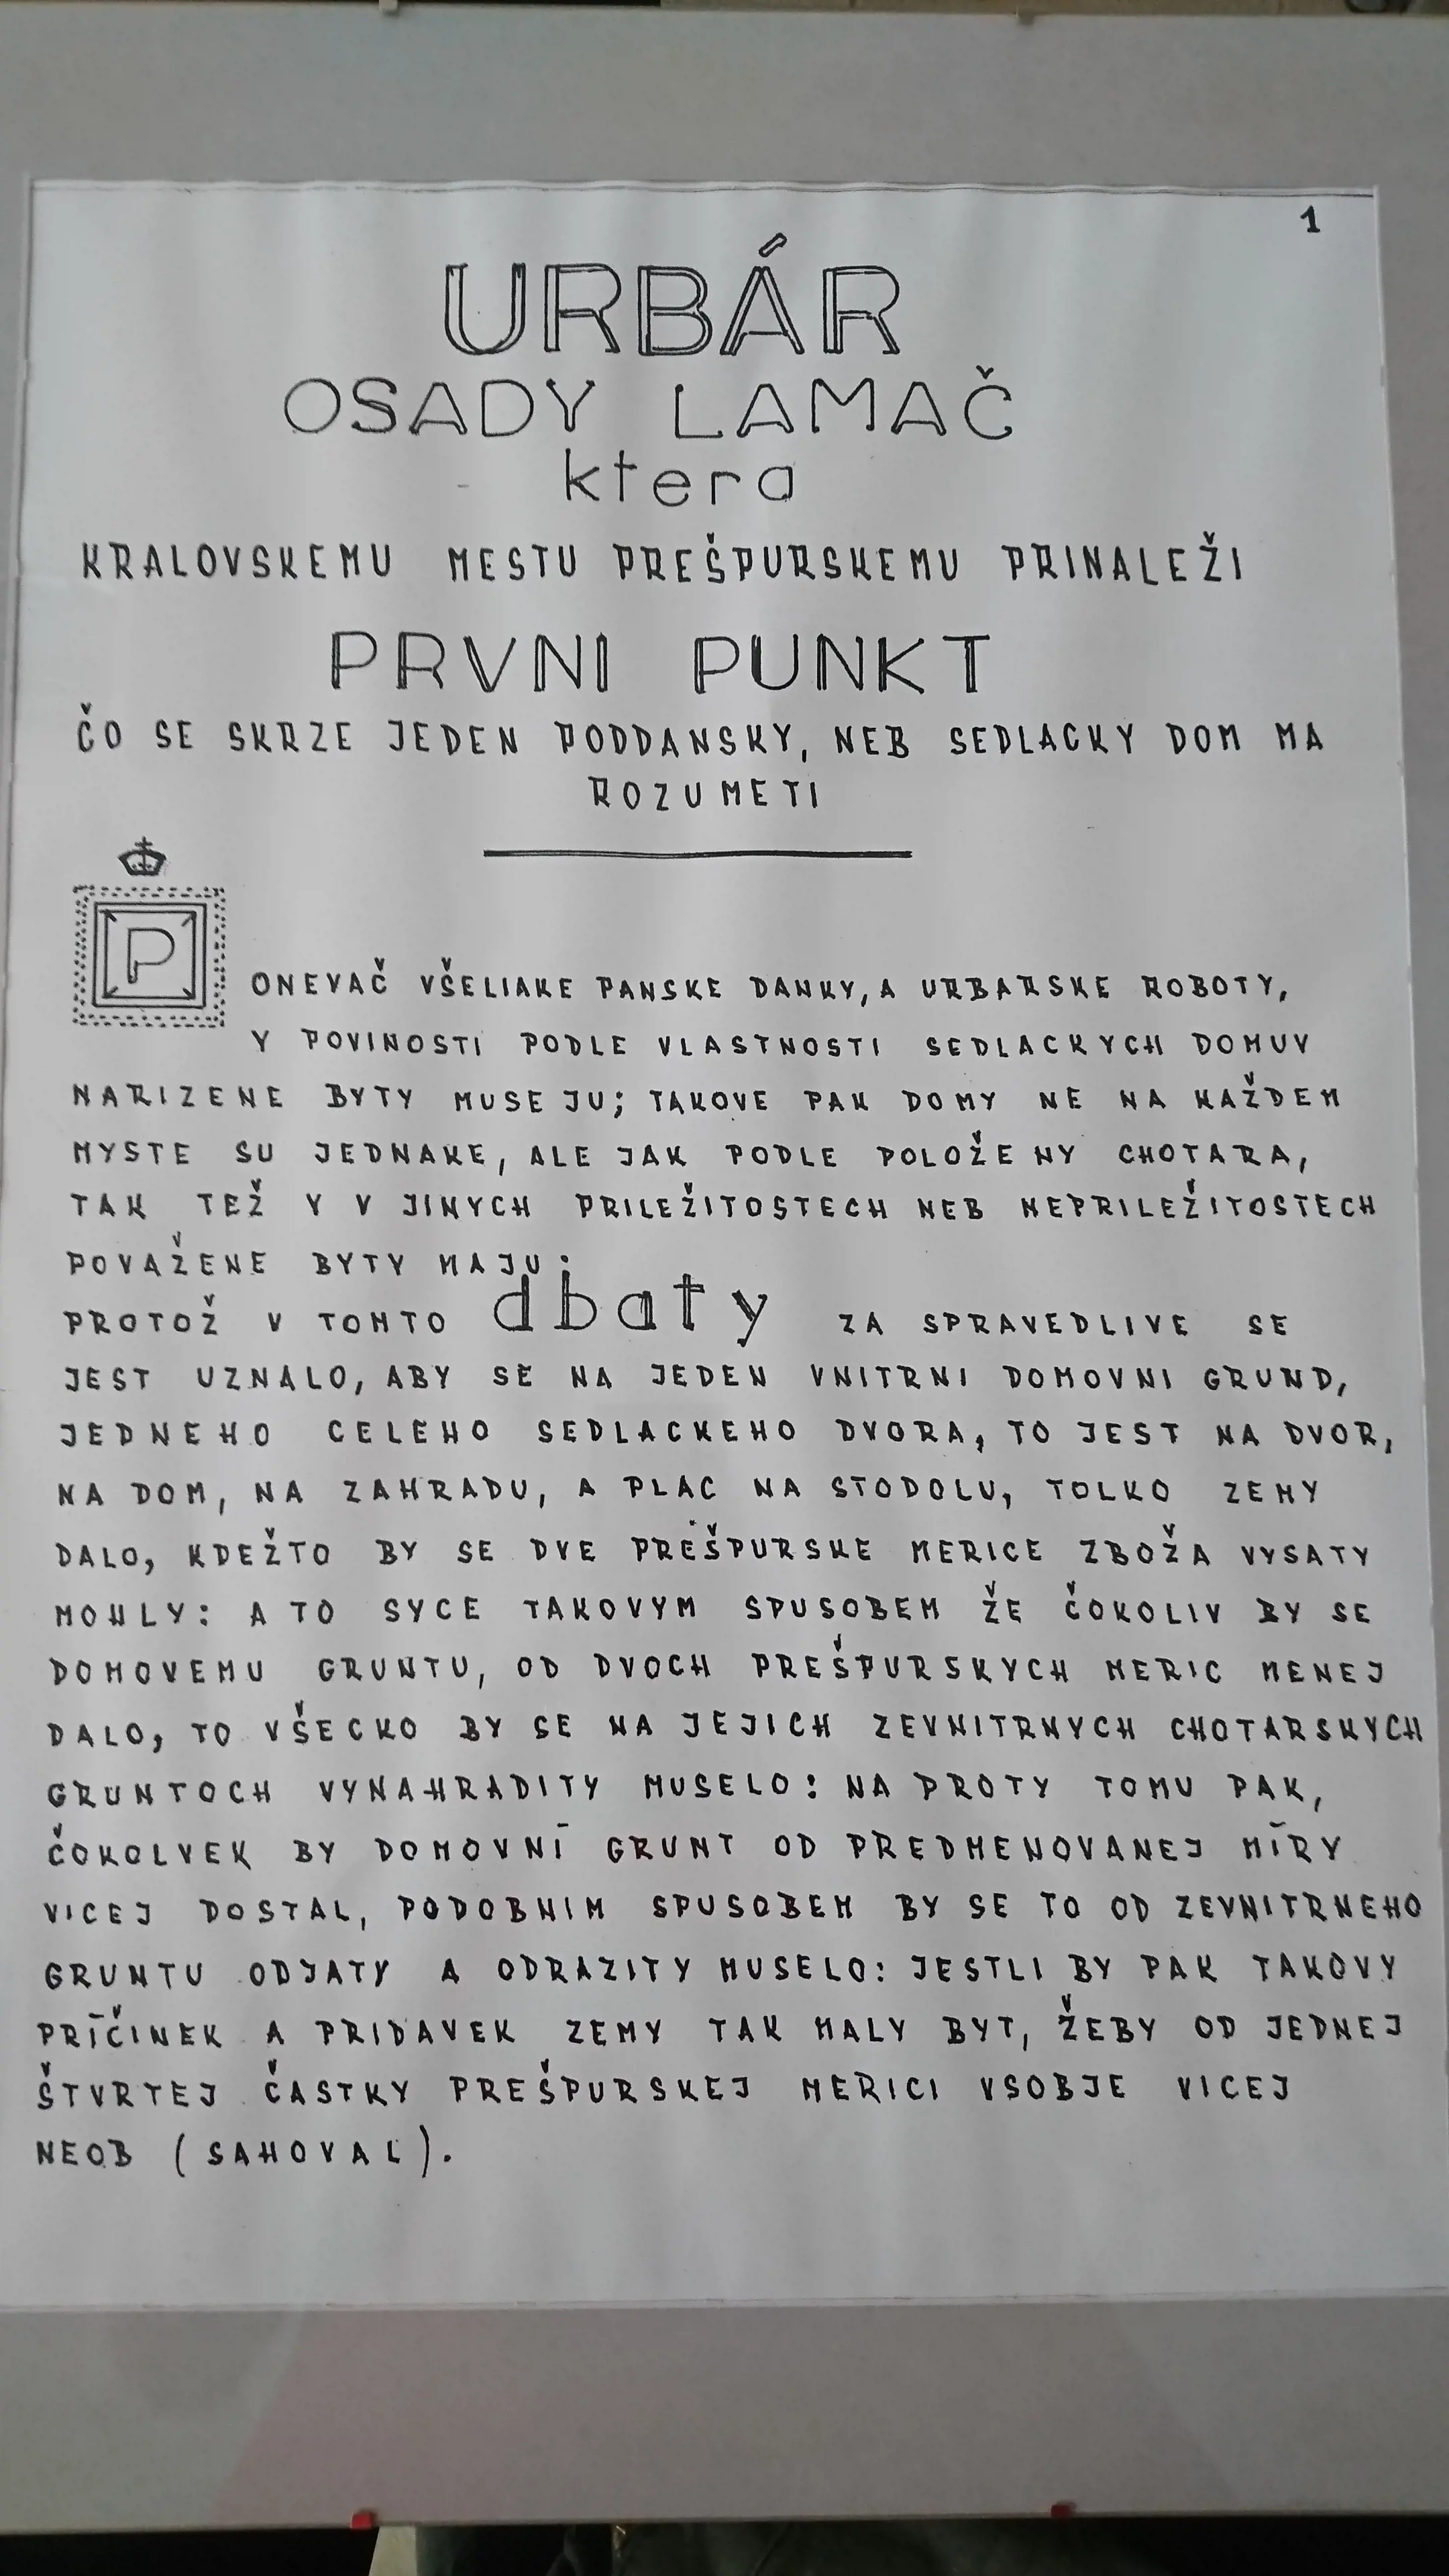 1
URBÁR
OSADY LAMAČ
ktera
KRALOVSKEMU MESTU PREŠPURSKEMU PRINALEŽI
PRVNI PUNKT
ČO SE SKRZE JEDEN PODDANSKY, NEB SEDLACKY DOM MA
ROZUMETI
PONEVAČ VŠELIAKE PANSKE DANKY, A URBARSKE ROBOTY,
Y POVINOSTI PODLE VLASTNOSTI SEDLACKYCH DOMUV
NARIZENE BYTY MUSEJU; TAKOVE PAK DOMY NE NA KAŽDEM
MYSTE SU JEDNAKE, ALE JAK PODLE POLOŽENY CHOTARA,
TAK TEŽ Y V JINYCH PRILEŽITOSTECH NEB NEPRILEŽITOSTECH
POVAŽENE BYTY MAJU:
PROTOŽ V TOMTO dbaty ZA SPRAVEDLIVE SE
JEST UZNALO, ABY SE NA JEDEN VNITRNI DOMOVNI GRUND,
JEDNEHO CELEHO SEDLACKEHO DVORA, TO JEST NA DVOR,
NA DOM, NA ZAHRADU, A PLAC NA STODOLU, TOLKO ZEMY
DALO, KDEŽTO BY SE DVE PREŠPURSKE MERICE ZBOŽA VYSATY
MOHLY: A TO SYCE TAKOVYM SPUSOBEM ŽE ČOKOLIV BY SE
DOMOVEMU GRUNTU, OD DVOCH PREŠPURSKYCH MERIC MENEJ
DALO, TO VŠECKO BY SE NA JEJICH ZEVNITRNYCH CHOTARSKYCH
GRUNTOCH VYNAHRADITY MUSELO: NA PROTY TOMU PAK,
ČOKOLVEK BY DOMOVNĪ GRUNT OD PREDMENOVANEJ MĪRY
VICEJ DOSTAL, PODOBNIM SPUSOBEM BY SE TO OD ZEVNITRNEHO
GRUNTU ODJATY A ODRAZITY MUSELO: JESTLI BY PAK TAKOVY
PRĪČINEK A PRIDAVEK ZEMY TAK MALY BYT, ŽEBY OD JEDNEJ
ŠTVRTEJ ČASTKY PREŠPURSKEJ MERICI VSOBJE VICEJ
NEOB (SAHOVAL).